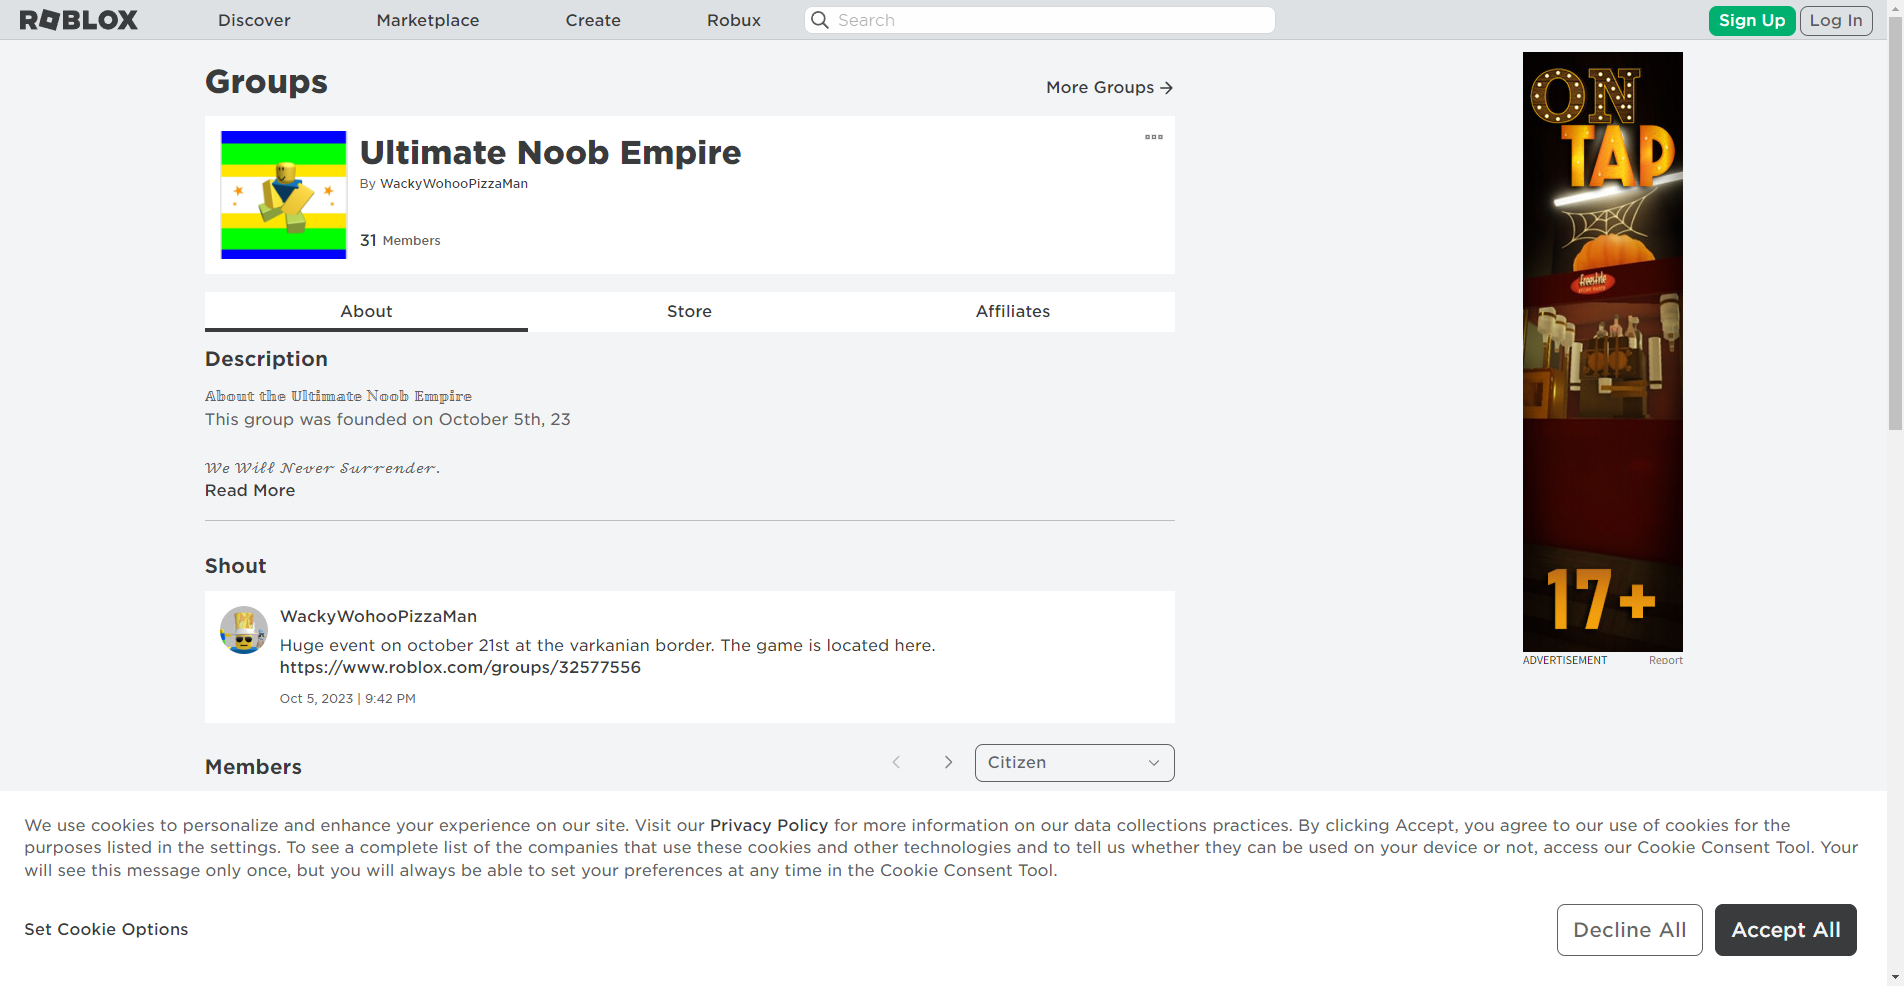 ROBLOX Discover Marketplace Create Robux Search Sign Up Log In
Groups
More Groups
Ultimate Noob Empire
By WackyWohooPizzaMan
31 Members
About Store Affiliates
Description
𝔸𝕓𝕠𝕦𝕥 𝕥𝕙𝕖 𝕌𝕝𝕥𝕚𝕞𝕒𝕥𝕖 ℕ𝕠𝕠𝕓 𝔼𝕞𝕡𝕚𝕣𝕖
This group was founded on October 5th, 23
𝓦𝓮 𝓦𝓲𝓵𝓵 𝓝𝓮𝓿𝓮𝓻 𝓢𝓾𝓻𝓻𝓮𝓷𝓭𝓮𝓻.
Read More
Shout
WackyWohooPizzaMan
Huge event on october 21st at the varkanian border. The game is located here.
https://www.roblox.com/groups/32577556
Oct 5, 2023 | 9:42 PM
Members
Citizen
ON
TAP
freestyle
17+
ADVERTISEMENT Report
We use cookies to personalize and enhance your experience on our site. Visit our Privacy Policy for more information on our data collections practices. By clicking Accept, you agree to our use of cookies for the
purposes listed in the settings. To see a complete list of the companies that use these cookies and other technologies and to tell us whether they can be used on your device or not, access our Cookie Consent Tool. Your
will see this message only once, but you will always be able to set your preferences at any time in the Cookie Consent Tool.
Set Cookie Options
Decline All
Accept All